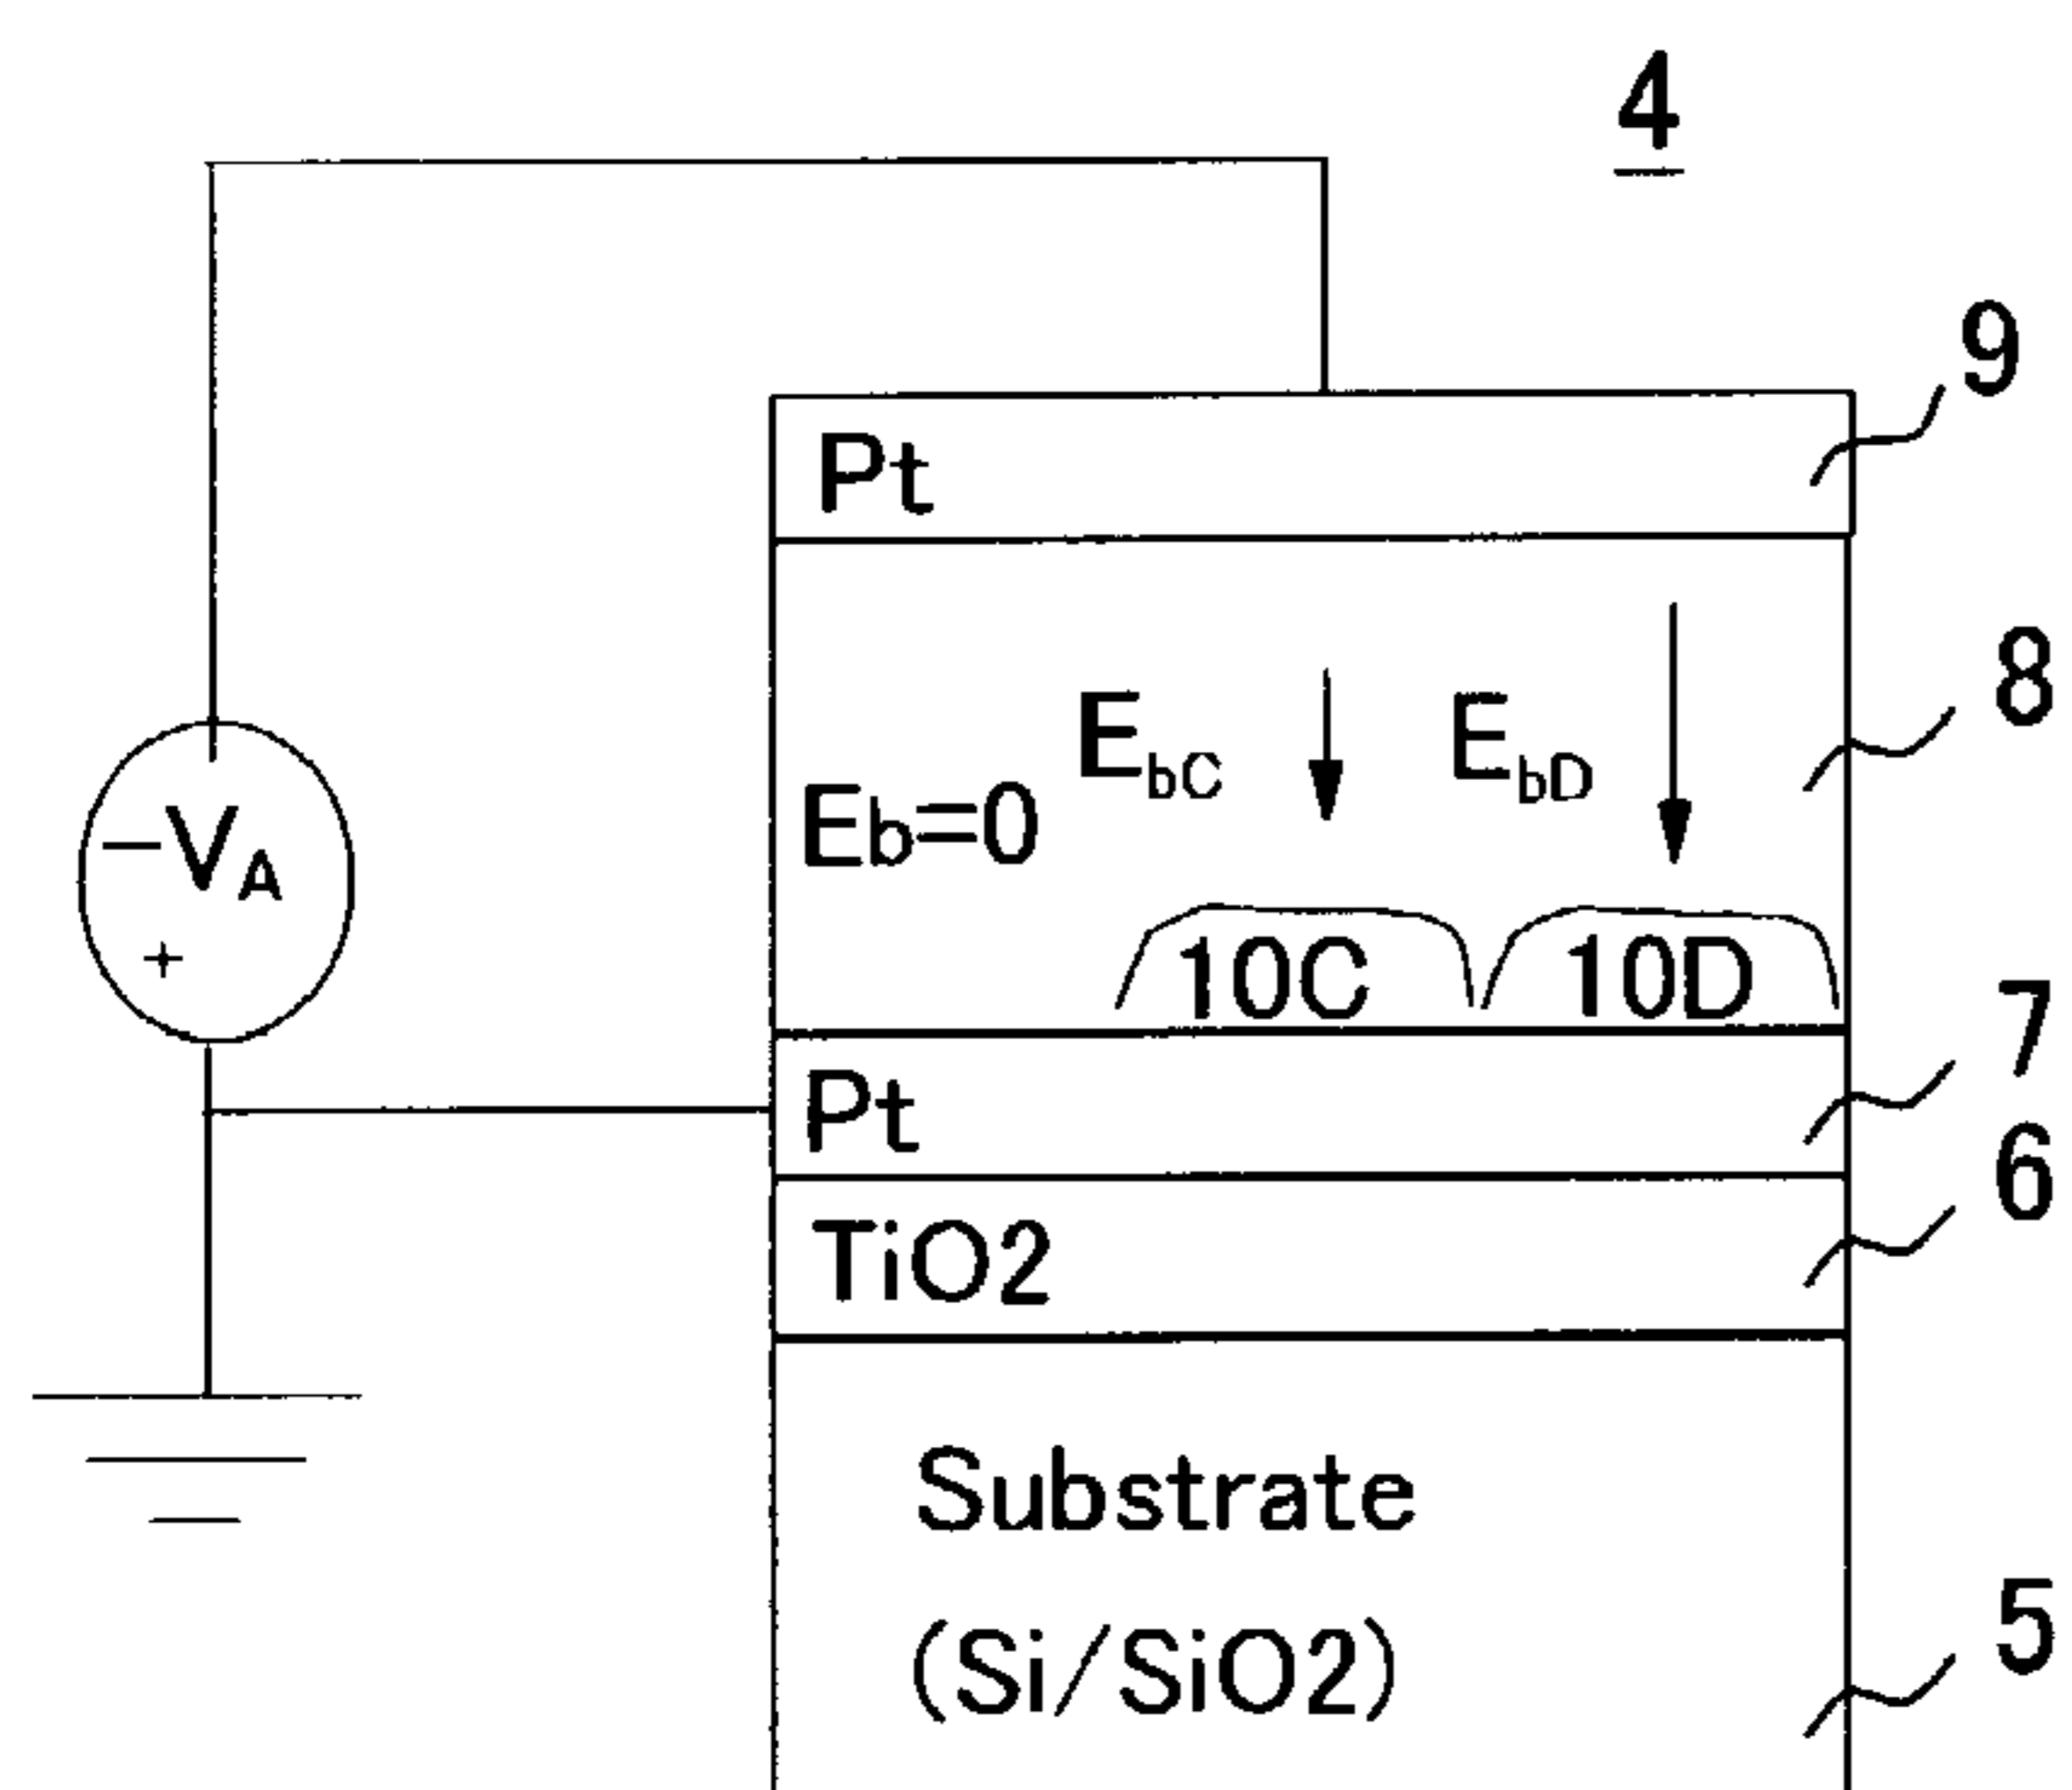 4
9
Pt
8
EbC
EbD
Eb=0
−VA
+
10C
10D
7
Pt
6
TiO2
Substrate
5
(Si/SiO2)